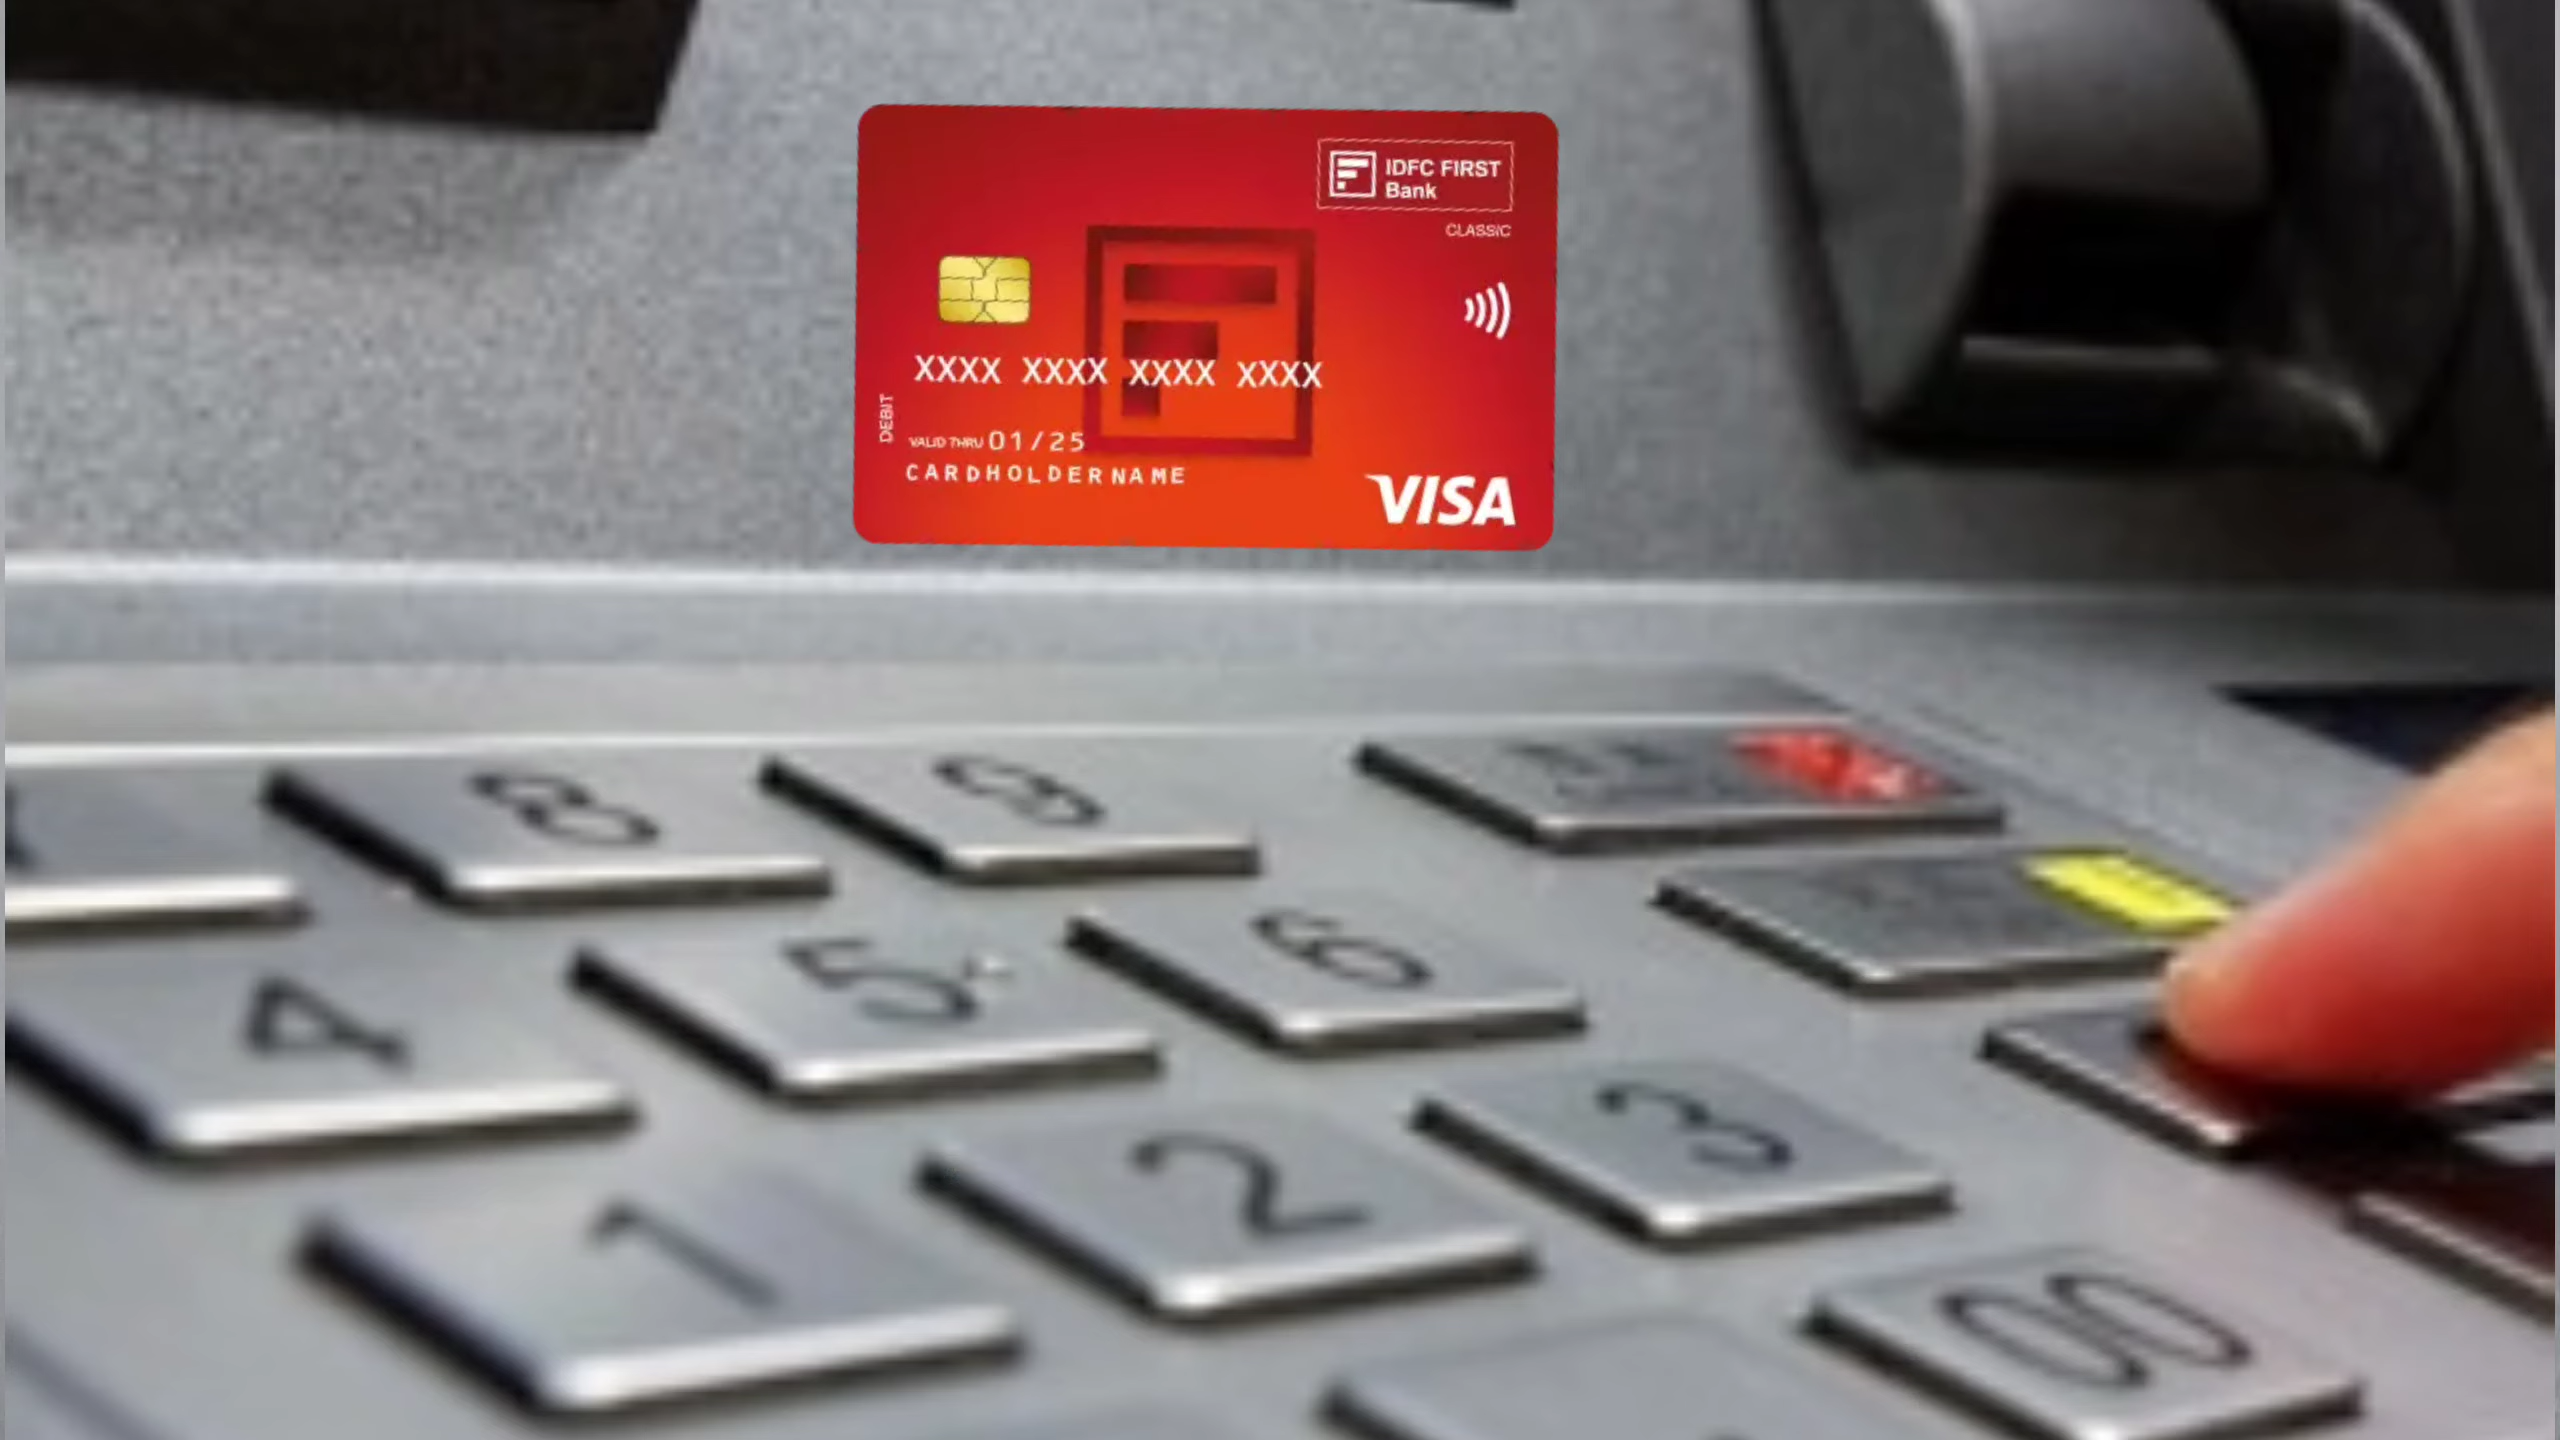 IDFC FIRST
Bank
CLASSIC
XXXX XXXX XXXX XXXX
DEBIT
VALID THRU 01/25
CARDHOLDERNAME
VISA
8
9
4
5
6
1
2
3
00